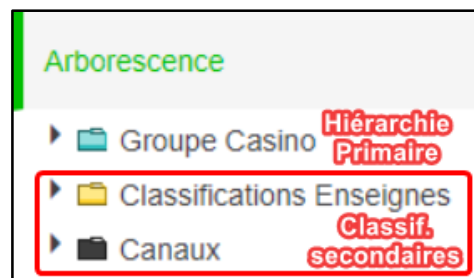 Arborescence
Groupe Casino
Hiérarchie
Primaire
Classifications Enseignes
Canaux
Classif.
secondaires